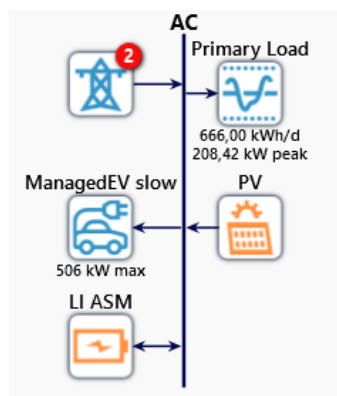 AC
2
Primary Load
666,00 kWh/d
208,42 kW peak
ManagedEV slow
PV
506 kW max
LI ASM